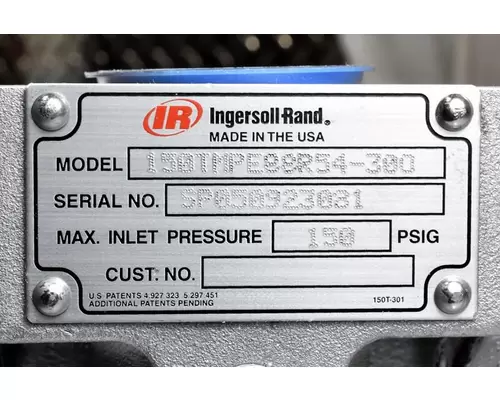 IR Ingersoll-Rand®
MADE IN THE USA
MODEL 150TMPE88R54-300
SERIAL NO. SP050923081
MAX. INLET PRESSURE 150 PSIG
CUST. NO.
U.S. PATENTS 4,927,323 5,297,451
ADDITIONAL PATENTS PENDING
150T-301